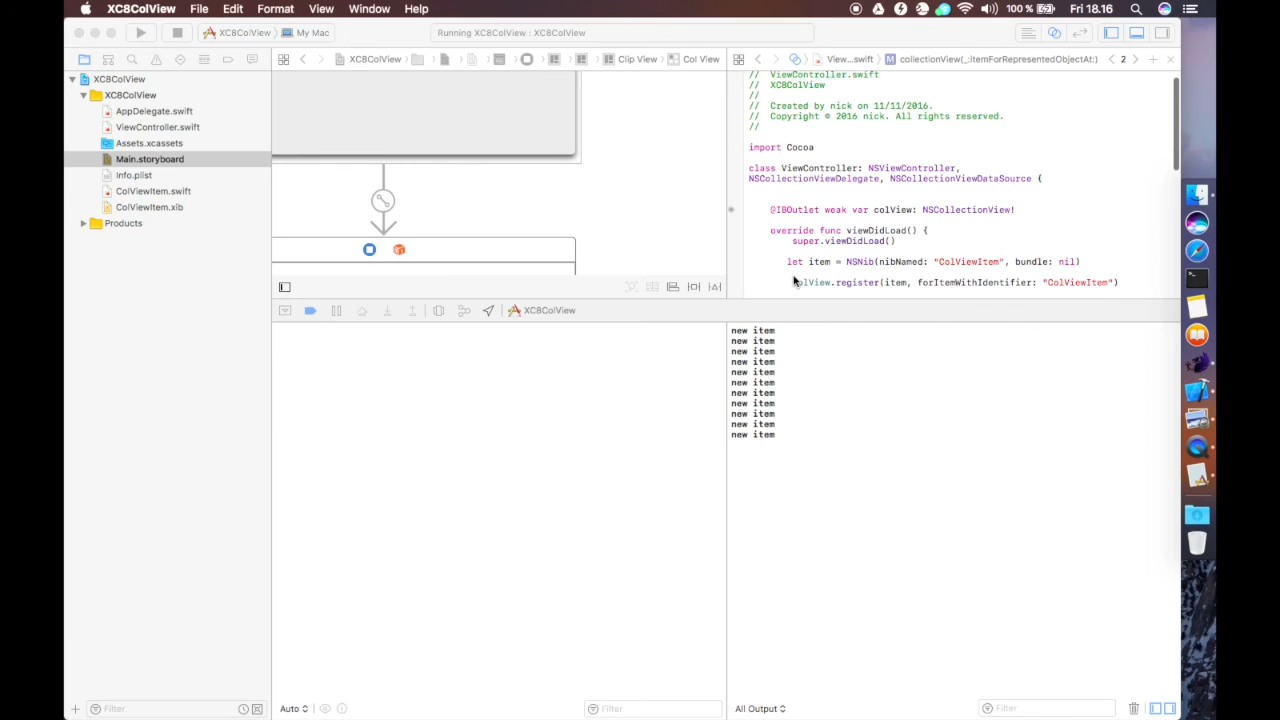 XC8ColView File Edit Format View Window Help
100 % Fri 18.16
XC8ColView My Mac
Running XC8ColView : XC8ColView
XC8ColView Clip View Col View
View...swift collectionView(_:itemForRepresentedObjectAt:) 2
XC8ColView
XC8ColView
AppDelegate.swift
ViewController.swift
Assets.xcassets
Main.storyboard
Info.plist
ColViewItem.swift
ColViewItem.xib
Products
// ViewController.swift
// XC8ColView
//
// Created by nick on 11/11/2016.
// Copyright © 2016 nick. All rights reserved.
//
import Cocoa
class ViewController: NSViewController,
NSCollectionViewDelegate, NSCollectionViewDataSource {
@IBOutlet weak var colView: NSCollectionView!
override func viewDidLoad() {
super.viewDidLoad()
let item = NSNib(nibNamed: "ColViewItem", bundle: nil)
colView.register(item, forItemWithIdentifier: "ColViewItem")
XC8ColView
new item
new item
new item
new item
new item
new item
new item
new item
new item
new item
new item
Filter
Auto
Filter
All Output
Filter